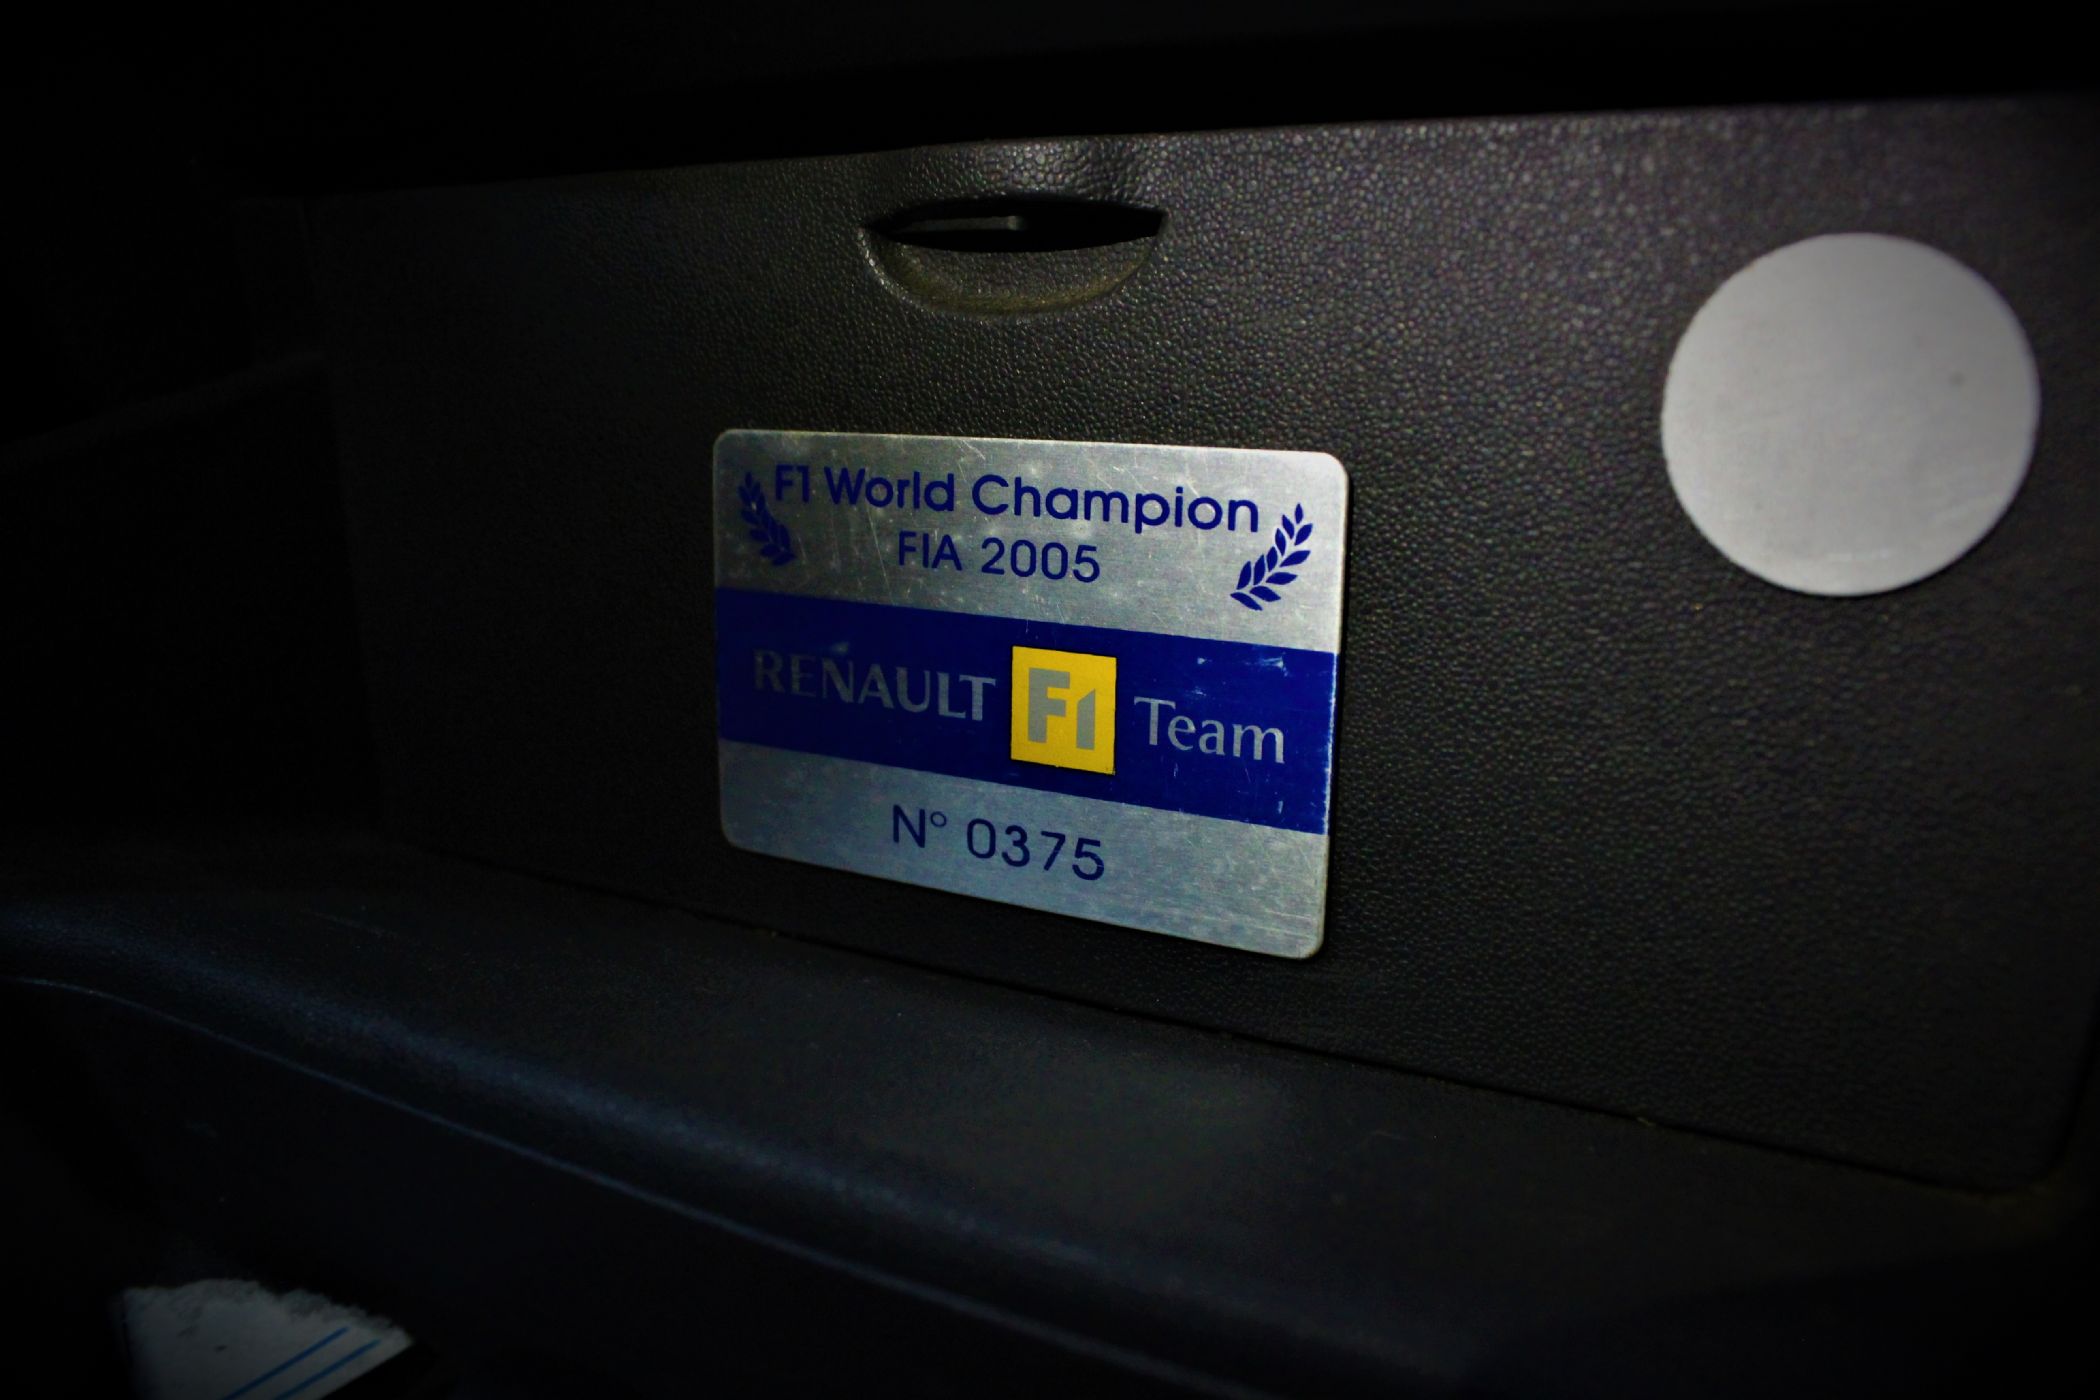 F1 World Champion
FIA 2005
RENAULT F1 Team
N° 0375